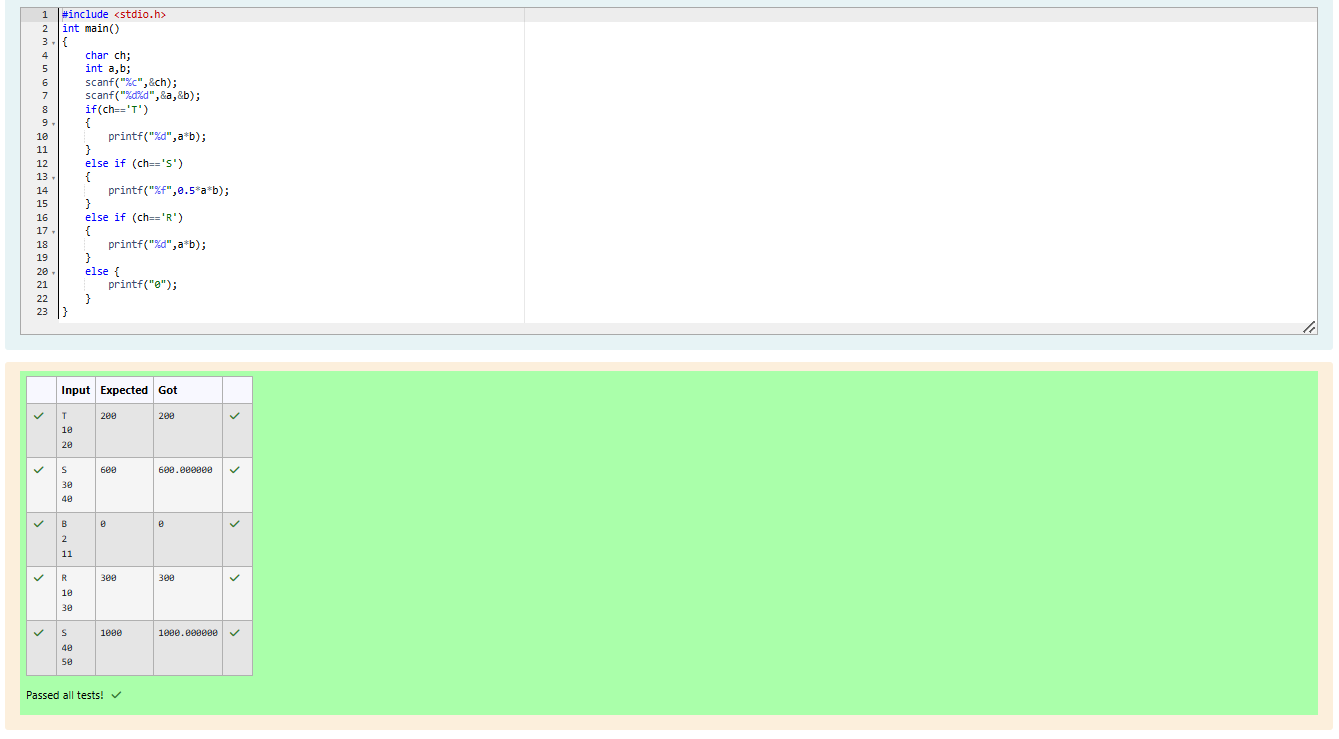 1 #include <stdio.h>
2 int main()
3 {
4     char ch;
5     int a,b;
6     scanf("%c",&ch);
7     scanf("%d%d",&a,&b);
8     if(ch=='T')
9     {
10         printf("%d",a*b);
11     }
12     else if (ch=='S')
13     {
14         printf("%f",0.5*a*b);
15     }
16     else if (ch=='R')
17     {
18         printf("%d",a*b);
19     }
20     else {
21         printf("0");
22     }
23 }
Input Expected Got
T 200 200
10
20
S 600 600.000000
30
40
B 0 0
2
11
R 300 300
10
30
S 1000 1000.000000
40
50
Passed all tests!